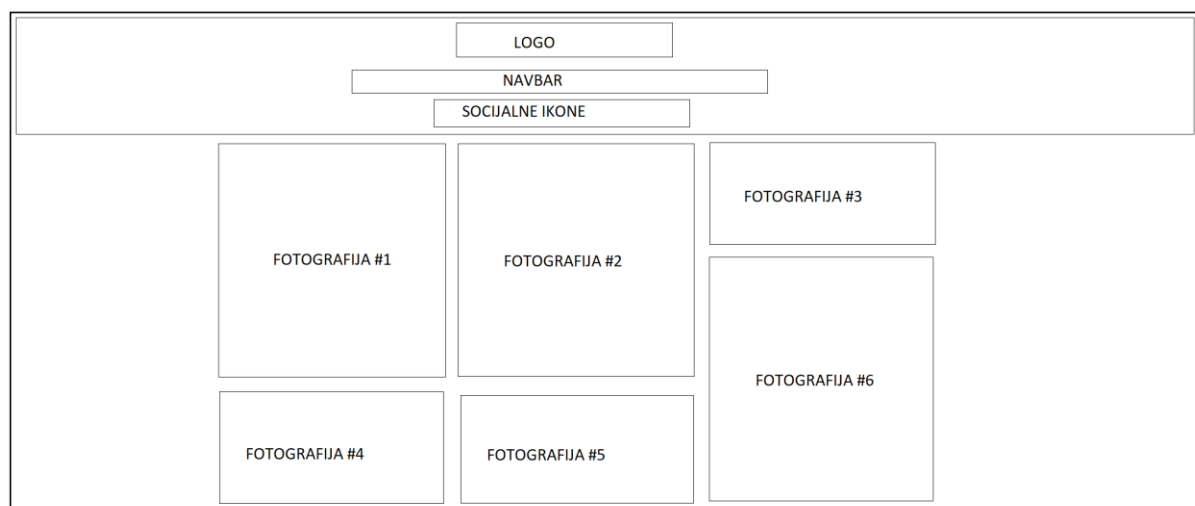 LOGO
NAVBAR
SOCIJALNE IKONE
FOTOGRAFIJA #1
FOTOGRAFIJA #2
FOTOGRAFIJA #3
FOTOGRAFIJA #4
FOTOGRAFIJA #5
FOTOGRAFIJA #6